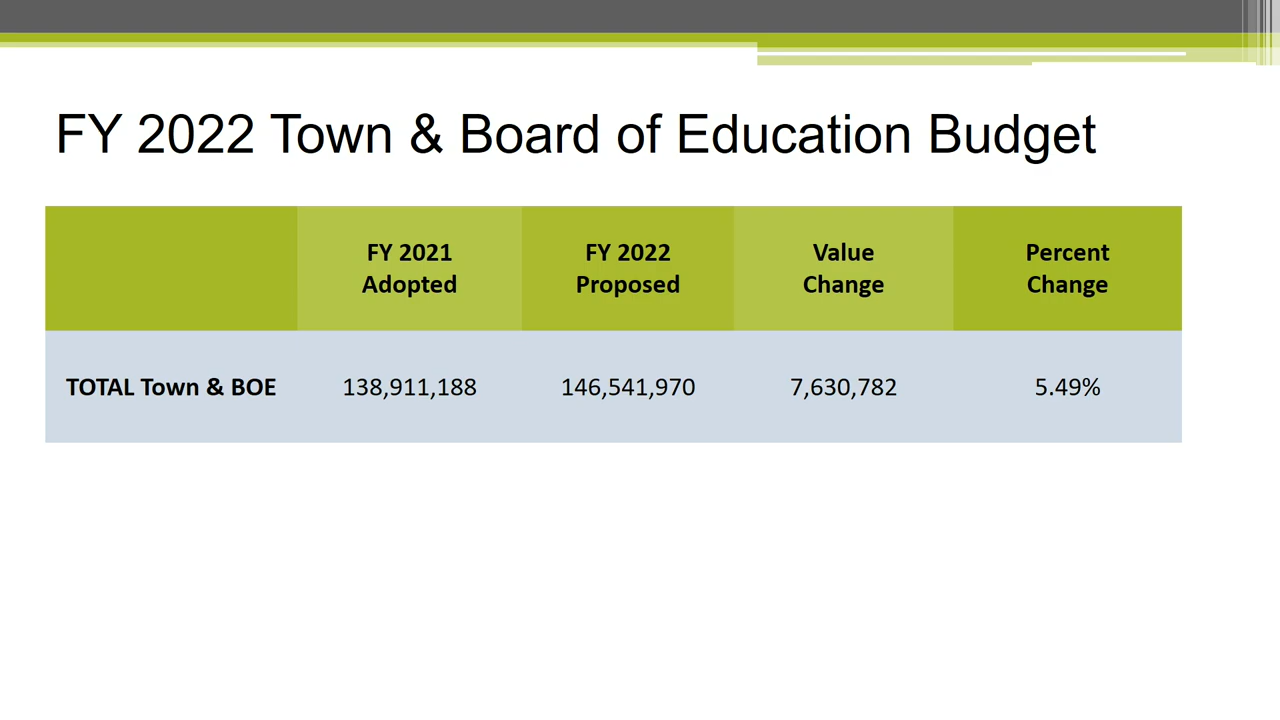 FY 2022 Town & Board of Education Budget
FY 2021 Adopted FY 2022 Proposed Value Change Percent Change
TOTAL Town & BOE 138,911,188 146,541,970 7,630,782 5.49%